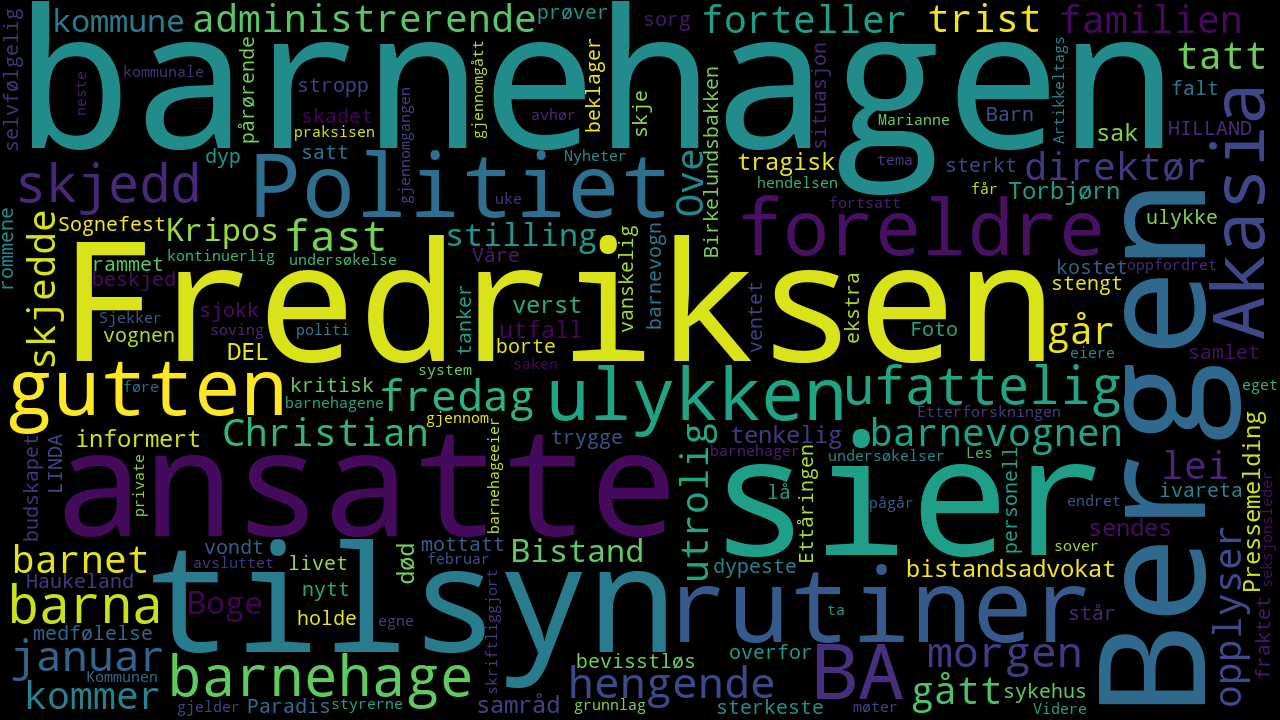 selvfølgelig
kommune
administrerende
prøver
sorg
forteller
trist
familien
barnehagen
tatt
neste
kommunale
pårørende
stropp
skadet
praksisen
gjennomgangen
gjennomgått
avhør
beklager
skje
Birkelundsbakken
situasjon
Marianne
Barn
Artikkeltags
sak
falt
HILLAND
Akasia
skjedd
dyp
satt
Politiet
Nyheter
uke
Ove
tragisk
hendelsen
tema
sterkt
får
direktør
Torbjørn
fortsatt
foreldre
ulykke
Bergen
rommene
skjedde
Sognefest
Kripos
fast
stilling
Våre
rammet
kontinuerlig
undersøkelse
beskjed
vanskelig
barnevogn
kostet
oppfordret
stengt
Fredriksen
Sjekker
sjokk
vognen
soving
politi
DEL
tanker
verst
utfall
borte
saken
ventet
ekstra
Foto
går
eiere
samlet
gutten
føre
kritisk
barnehagene
system
fredag
gjennom
ulykken
ufattelig
eget
Etterforskningen
budskapet
LINDA
informert
private
Christian
barnehageeier
trygge
utrolig
tenkelig
barnehager
barnevognen
undersøkelser
Les
lei
Pressemelding
ansatte
sier
lå
Ettåringen
pågår
personell
endret
ivareta
sendes
sover
seksjonsleder
barnet
vondt
avsluttet
livet
død
mottatt
februar
Bistand
dypeste
bistandsadvokat
opplyser
fraktet
Haukeland
barna
Boge
nytt
holde
egne
tilsyn
skriftliggjort
rutiner
ta
står
medfølelse
januar
Kommunen
kommer
barnehage
gjelder
Paradis
styrerne
samråd
bevisstløs
hengende
grunnlag
overfor
sterkeste
BA
møter
morgen
gått
sykehus
Videre